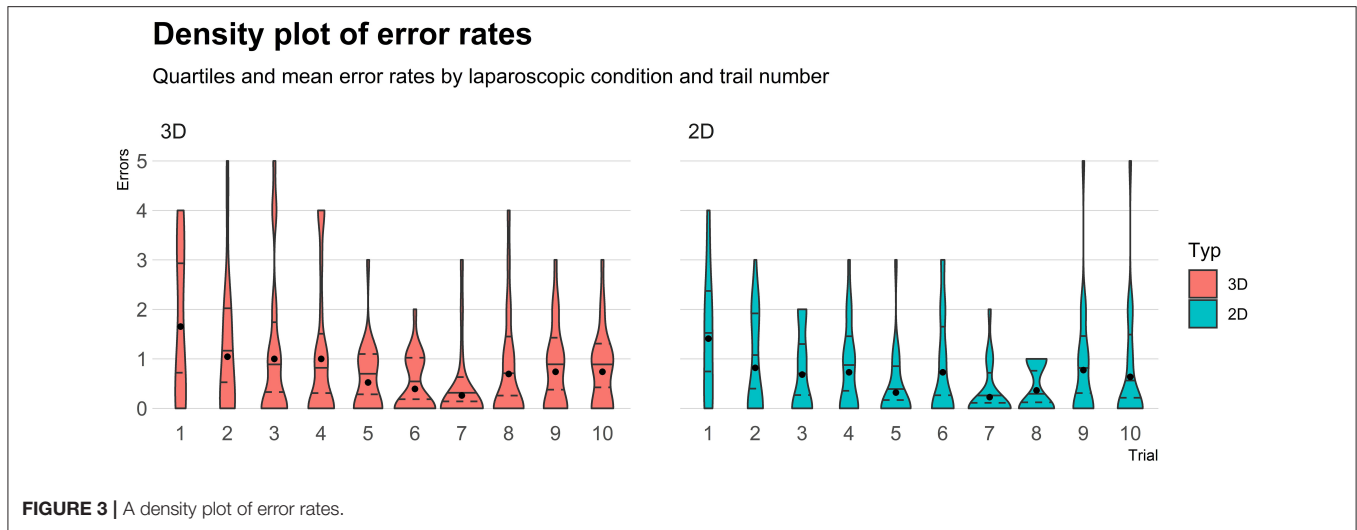 Density plot of error rates
Quartiles and mean error rates by laparoscopic condition and trail number
3D
2D
Errors
5
4
3
2
1
0
1 2 3 4 5 6 7 8 9 10
1 2 3 4 5 6 7 8 9 10
Trial
Typ
3D
2D
FIGURE 3 | A density plot of error rates.